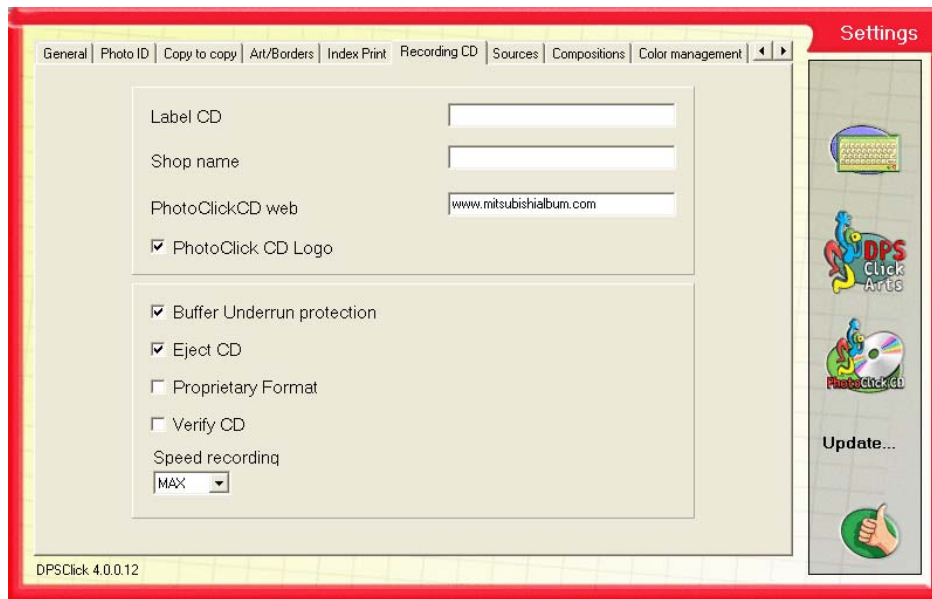 Settings
General
Photo ID
Copy to copy
Art/Borders
Index Print
Recording CD
Sources
Compositions
Color management
Label CD
Shop name
PhotoClickCD web
www.mitsubishialbum.com
PhotoClick CD Logo
Buffer Underrun protection
Eject CD
Proprietary Format
Verify CD
Speed recording
MAX
DPS
Click
Arts
PhotoClick CD
Update...
DPSClick 4.0.0.12